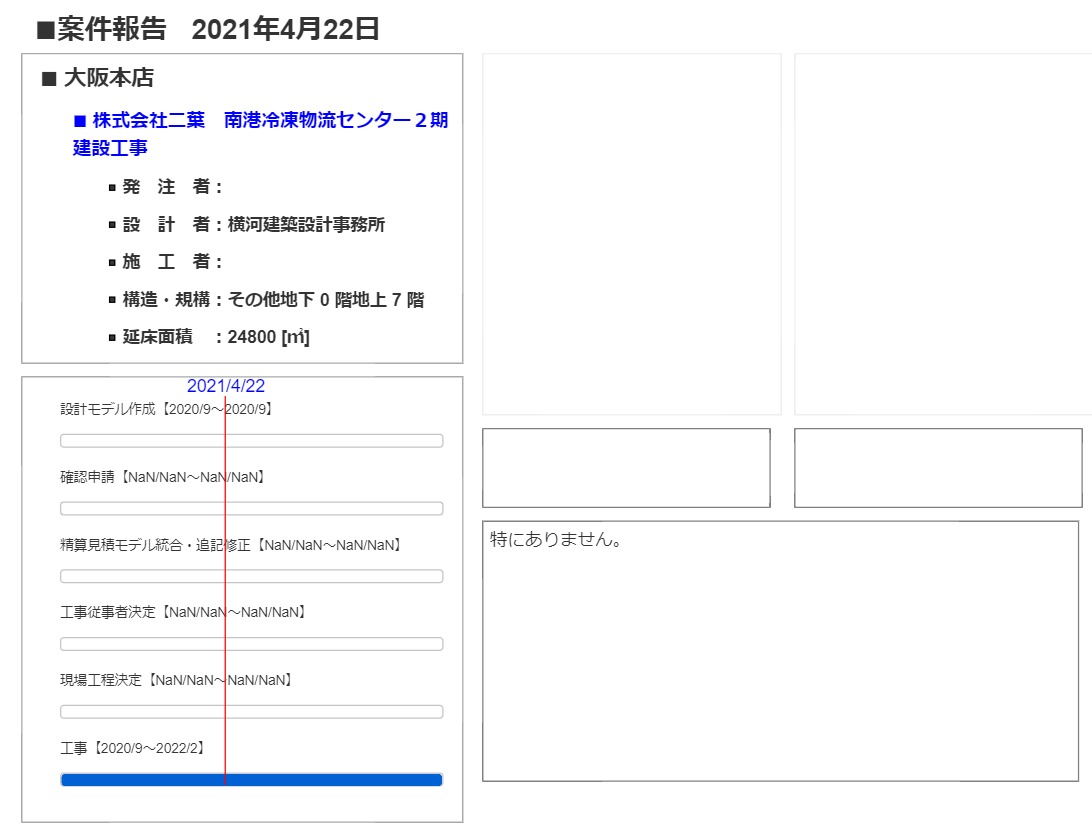 ■案件報告　2021年4月22日
■ 大阪本店
■ 株式会社二葉　南港冷凍物流センター２期
建設工事
▪ 発　注　者：
▪ 設　計　者：横河建築設計事務所
▪ 施　工　者：
▪ 構造・規構：その他地下 0 階地上 7 階
▪ 延床面積　：24800 [㎡]
2021/4/22
設計モデル作成【2020/9～2020/9】
確認申請【NaN/NaN～NaN/NaN】
精算見積モデル統合・追記修正【NaN/NaN～NaN/NaN】
工事従事者決定【NaN/NaN～NaN/NaN】
現場工程決定【NaN/NaN～NaN/NaN】
工事【2020/9～2022/2】
特にありません。